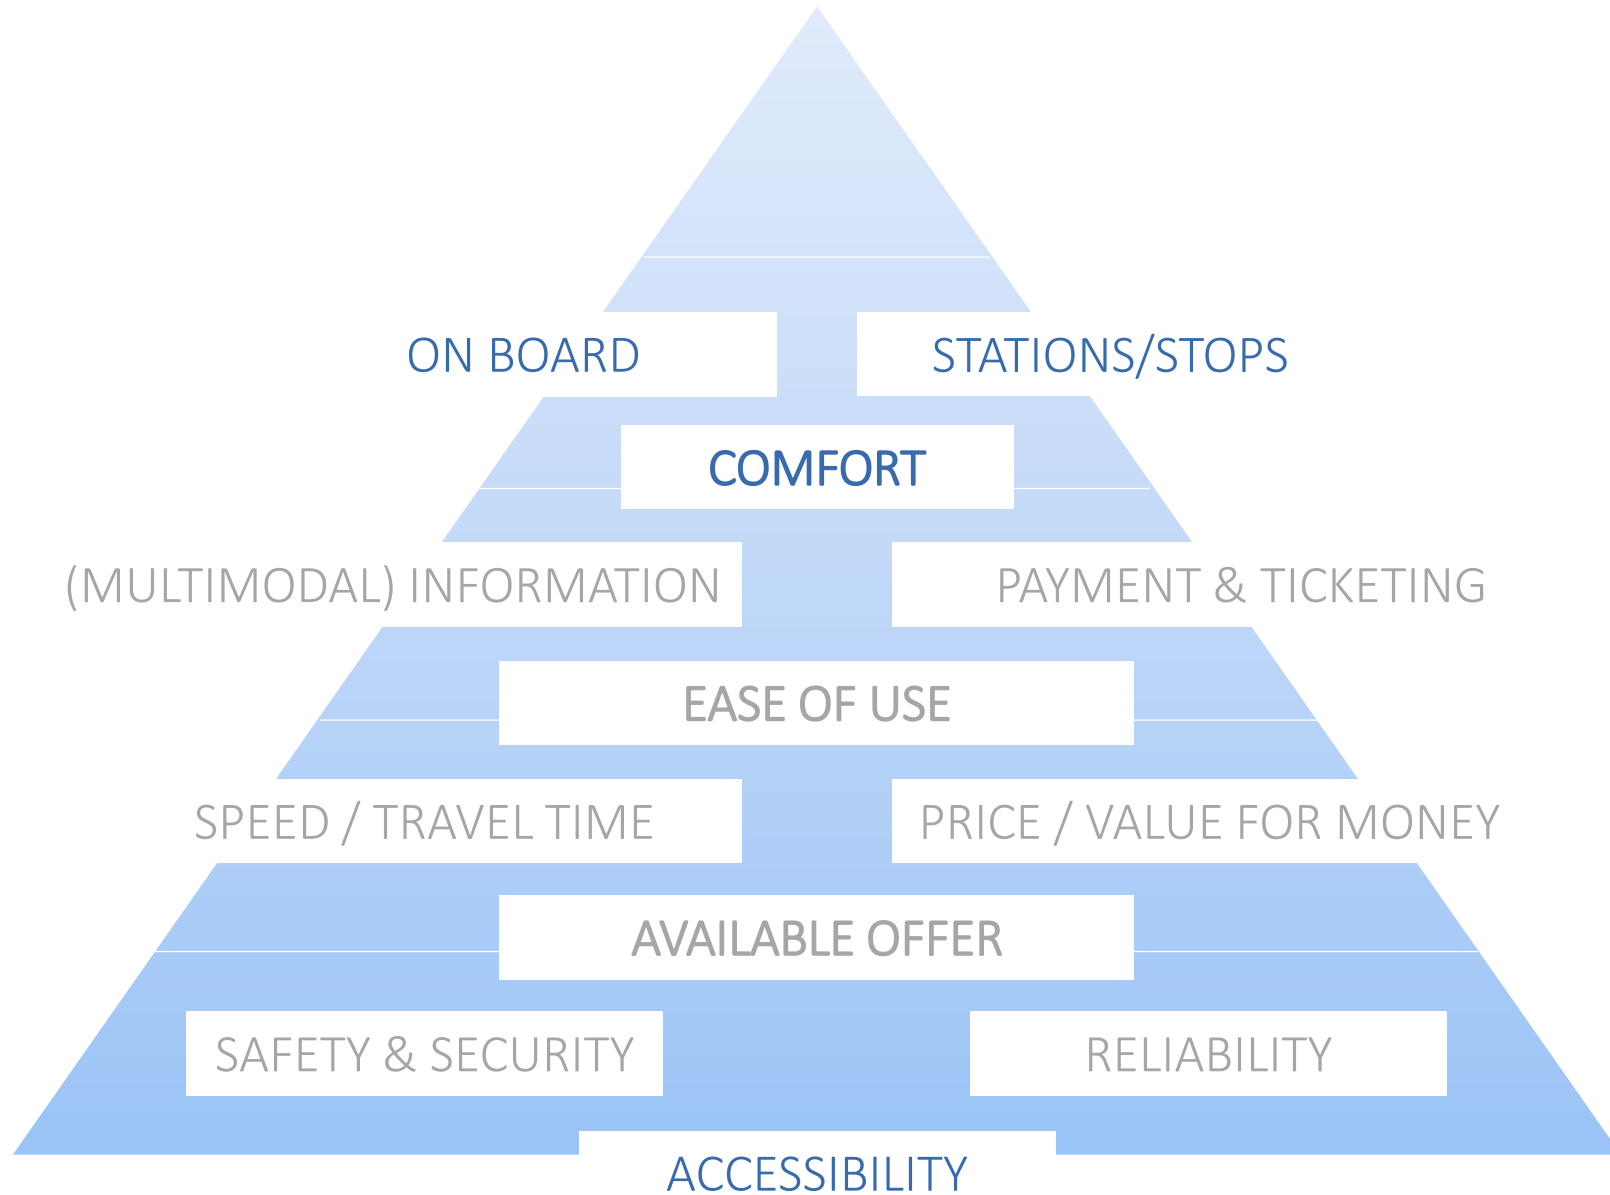 ON BOARD
STATIONS/STOPS
COMFORT
(MULTIMODAL) INFORMATION
PAYMENT & TICKETING
EASE OF USE
SPEED / TRAVEL TIME
PRICE / VALUE FOR MONEY
AVAILABLE OFFER
SAFETY & SECURITY
RELIABILITY
ACCESSIBILITY